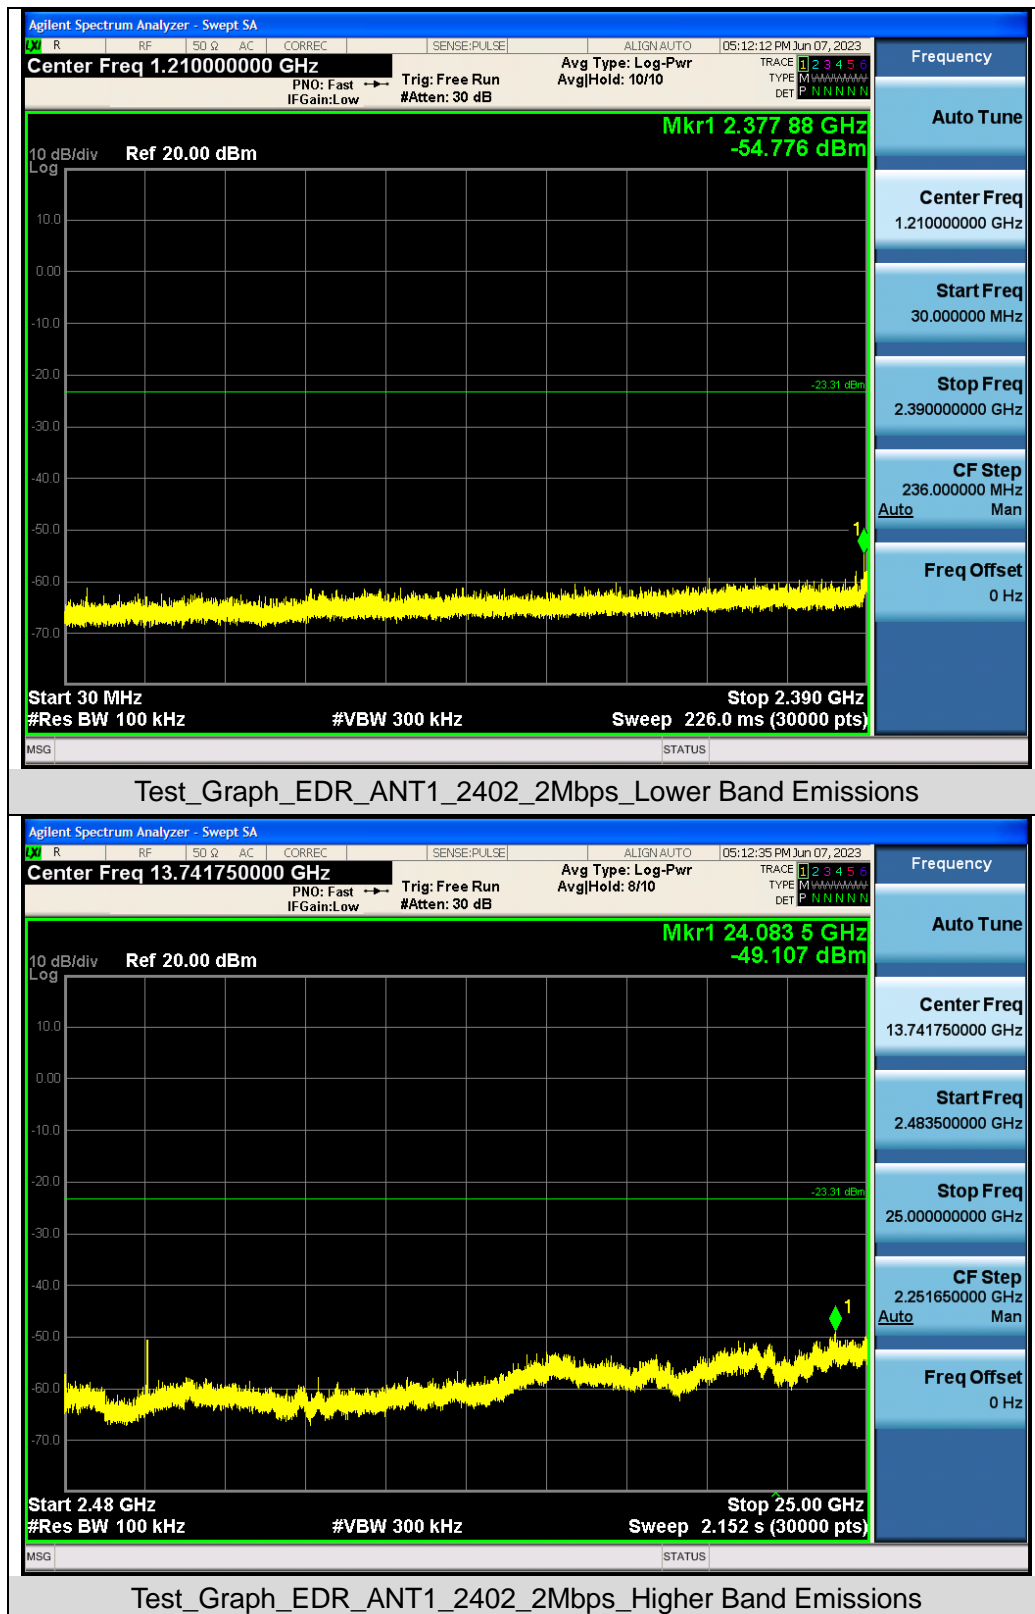 Agilent Spectrum Analyzer - Swept SA
LXI R RF 50 Ω AC CORREC SENSE:PULSE ALIGN AUTO 05:12:12 PM Jun 07, 2023
Center Freq 1.210000000 GHz
PNO: Fast
IFGain:Low
Trig: Free Run
#Atten: 30 dB
Avg Type: Log-Pwr
Avg|Hold: 10/10
TRACE 1 2 3 4 5 6
TYPE M WWWWW
DET P N N N N N
Mkr1 2.377 88 GHz
-54.776 dBm
10 dB/div Ref 20.00 dBm
Log
10.0
0.00
-10.0
-20.0
-23.31 dBm
-30.0
-40.0
-50.0
1
-60.0
-70.0
Start 30 MHz Stop 2.390 GHz
#Res BW 100 kHz #VBW 300 kHz Sweep 226.0 ms (30000 pts)
MSG STATUS
Frequency
Auto Tune
Center Freq
1.210000000 GHz
Start Freq
30.000000 MHz
Stop Freq
2.390000000 GHz
CF Step
236.000000 MHz
Auto Man
Freq Offset
0 Hz
Test_Graph_EDR_ANT1_2402_2Mbps_Lower Band Emissions
Agilent Spectrum Analyzer - Swept SA
LXI R RF 50 Ω AC CORREC SENSE:PULSE ALIGN AUTO 05:12:35 PM Jun 07, 2023
Center Freq 13.741750000 GHz
PNO: Fast
IFGain:Low
Trig: Free Run
#Atten: 30 dB
Avg Type: Log-Pwr
Avg|Hold: 8/10
TRACE 1 2 3 4 5 6
TYPE M WWWWW
DET P N N N N N
Mkr1 24.083 5 GHz
-49.107 dBm
10 dB/div Ref 20.00 dBm
Log
10.0
0.00
-10.0
-20.0
-23.31 dBm
-30.0
-40.0
1
-50.0
-60.0
-70.0
Start 2.48 GHz Stop 25.00 GHz
#Res BW 100 kHz #VBW 300 kHz Sweep 2.152 s (30000 pts)
MSG STATUS
Frequency
Auto Tune
Center Freq
13.741750000 GHz
Start Freq
2.483500000 GHz
Stop Freq
25.000000000 GHz
CF Step
2.251650000 GHz
Auto Man
Freq Offset
0 Hz
Test_Graph_EDR_ANT1_2402_2Mbps_Higher Band Emissions